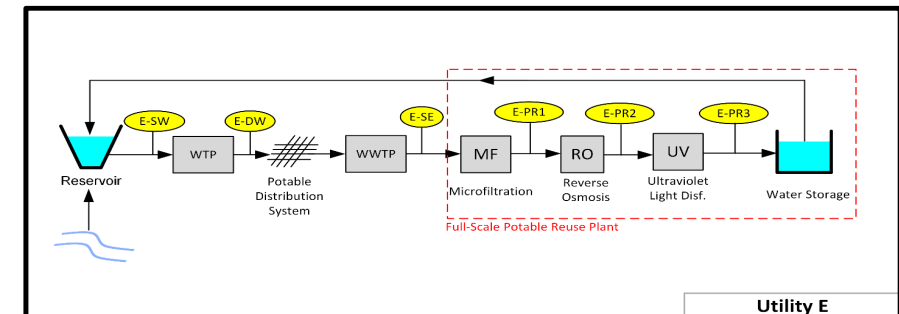 E-SW
E-DW
E-SE
E-PR1
E-PR2
E-PR3
WTP
WWTP
MF
RO
UV
Reservoir
Potable
Distribution
System
Microfiltration
Reverse
Osmosis
Ultraviolet
Light Disf.
Water Storage
Full-Scale Potable Reuse Plant
Utility E